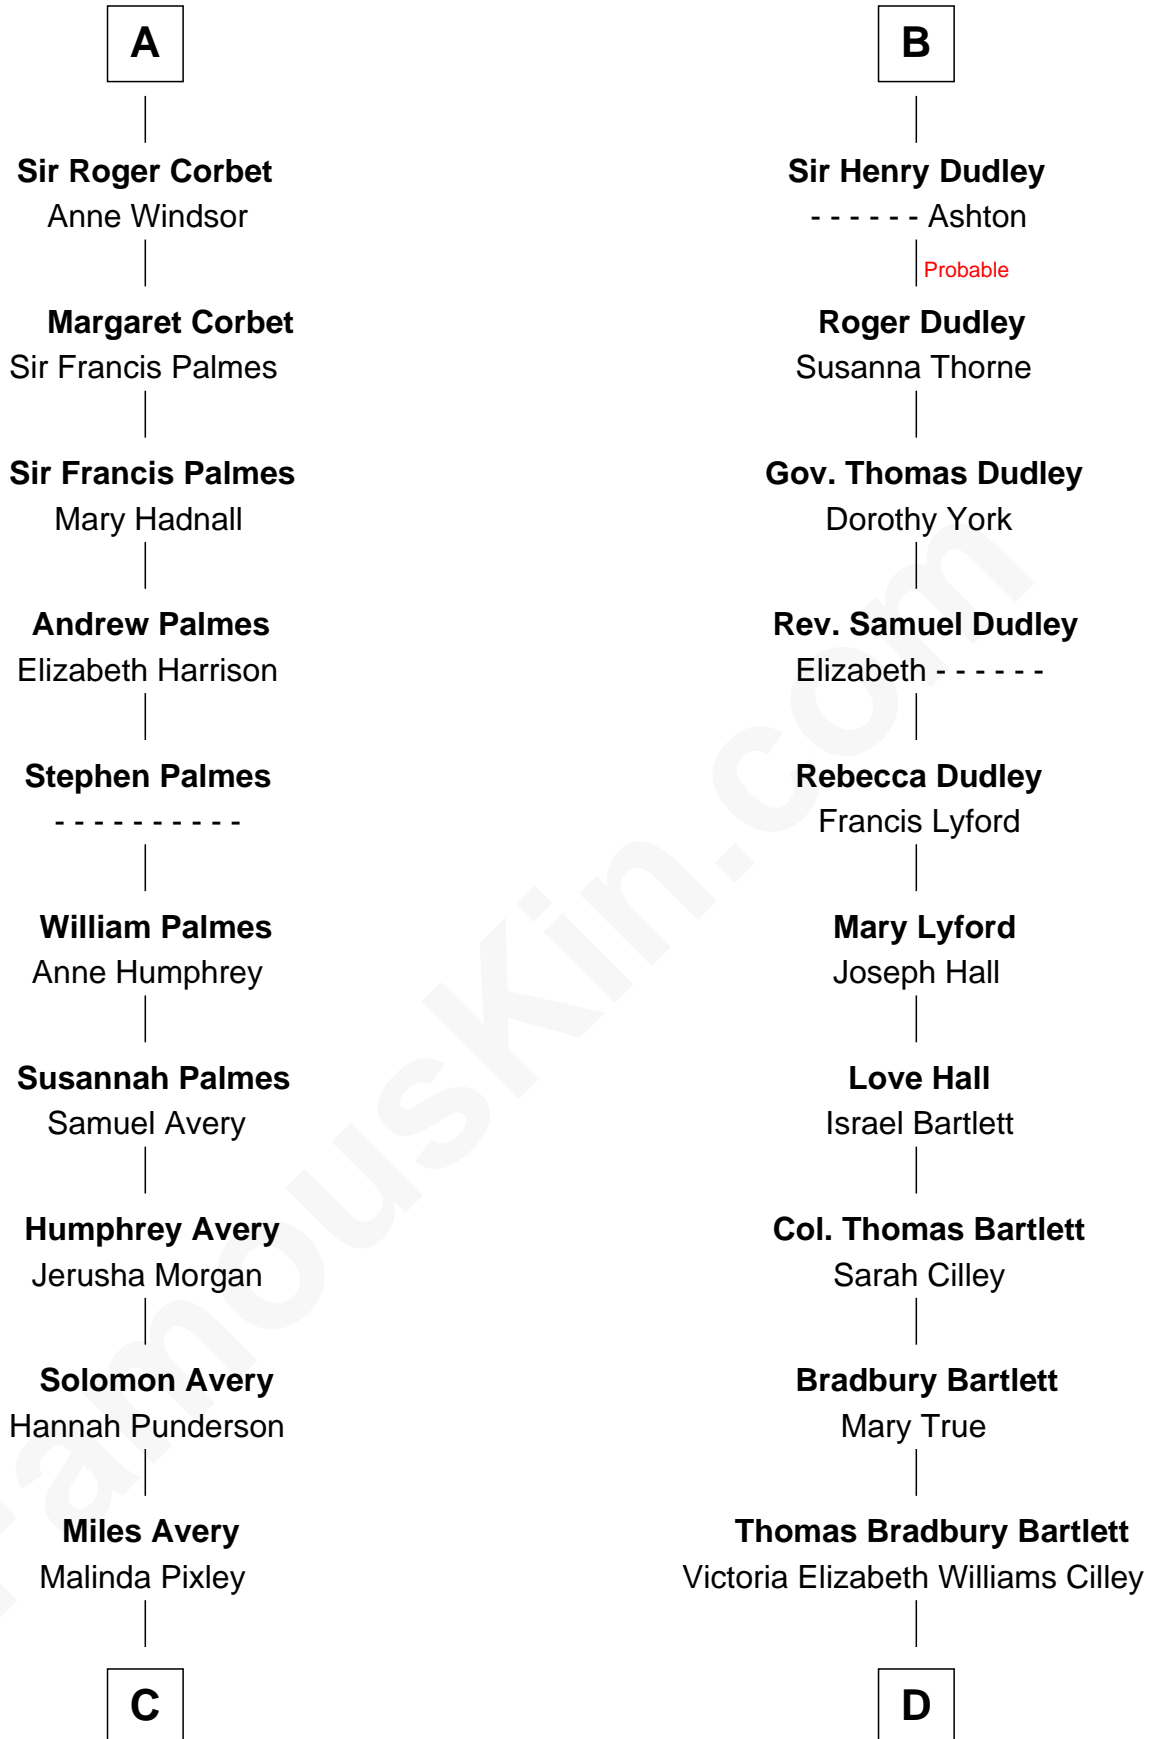 A
Sir Roger Corbet
Anne Windsor
Margaret Corbet
Sir Francis Palmes
Sir Francis Palmes
Mary Hadnall
Andrew Palmes
Elizabeth Harrison
Stephen Palmes
- - - - - - - - - -
William Palmes
Anne Humphrey
Susannah Palmes
Samuel Avery
Humphrey Avery
Jerusha Morgan
Solomon Avery
Hannah Punderson
Miles Avery
Malinda Pixley
C
B
Sir Henry Dudley
- - - - - - Ashton
Probable
Roger Dudley
Susanna Thorne
Gov. Thomas Dudley
Dorothy York
Rev. Samuel Dudley
Elizabeth - - - - - -
Rebecca Dudley
Francis Lyford
Mary Lyford
Joseph Hall
Love Hall
Israel Bartlett
Col. Thomas Bartlett
Sarah Cilley
Bradbury Bartlett
Mary True
Thomas Bradbury Bartlett
Victoria Elizabeth Williams Cilley
D
FamousKin.com